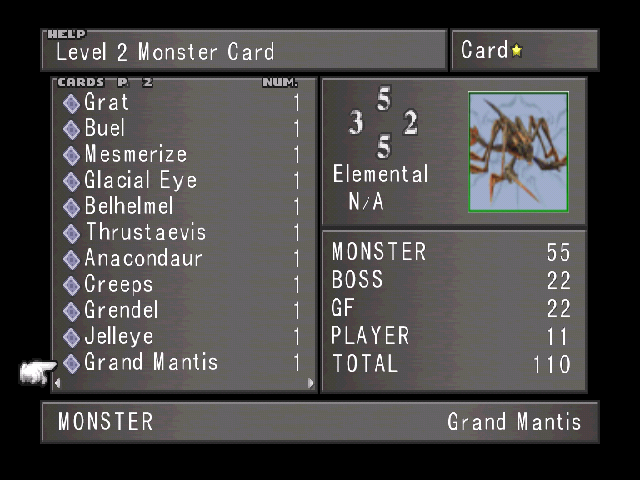 HELP
Level 2 Monster Card
Card★
CARDS P. 2 NUM.
Grat 1
Buel 1
Mesmerize 1
Glacial Eye 1
Belhelmel 1
Thrustaevis 1
Anacondaur 1
Creeps 1
Grendel 1
Jelleye 1
Grand Mantis 1
5
3 2
5
Elemental
N/A
MONSTER 55
BOSS 22
GF 22
PLAYER 11
TOTAL 110
MONSTER Grand Mantis